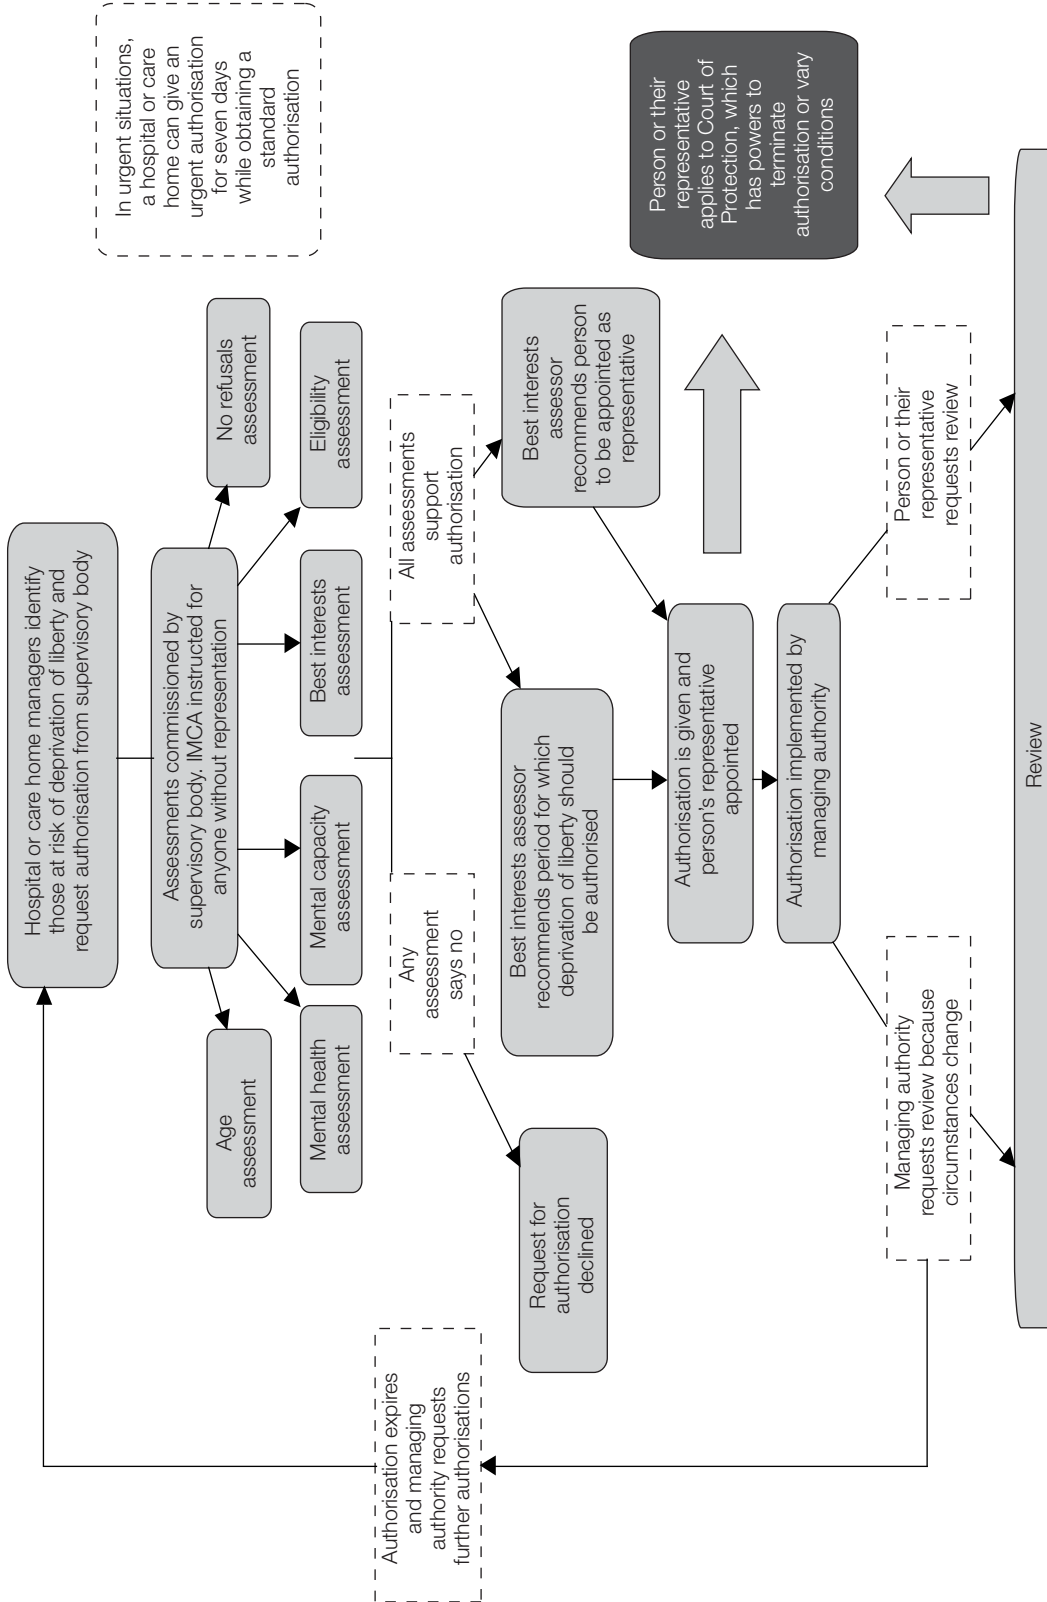 Hospital or care home managers identify
those at risk of deprivation of liberty and
request authorisation from supervisory body
In urgent situations,
a hospital or care
home can give an
urgent authorisation
for seven days
while obtaining a
standard
authorisation
Assessments commissioned by
supervisory body. IMCA instructed for
anyone without representation
Age
assessment
No refusals
assessment
Mental health
assessment
Mental capacity
assessment
Best interests
assessment
Eligibility
assessment
Authorisation expires
and managing
authority requests
further authorisations
Any
assessment
says no
All assessments
support
authorisation
Request for
authorisation
declined
Best interests assessor
recommends period for which
deprivation of liberty should
be authorised
Best interests
assessor
recommends person
to be appointed as
representative
Authorisation is given and
person's representative
appointed
Person or their
representative
applies to Court of
Protection, which
has powers to
terminate
authorisation or vary
conditions
Authorisation implemented by
managing authority
Managing authority
requests review because
circumstances change
Person or their
representative
requests review
Review